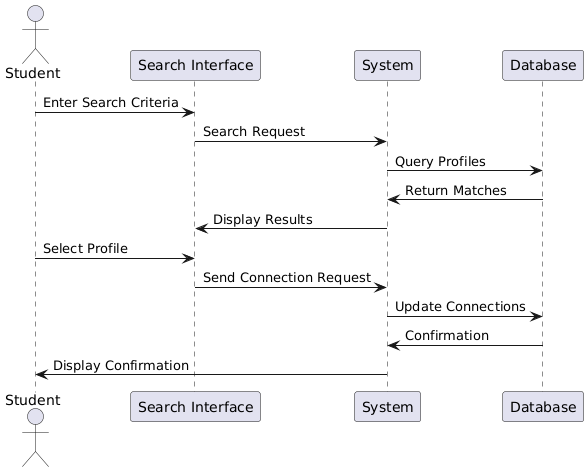 Student
Search Interface
System
Database
Enter Search Criteria
Search Request
Query Profiles
Return Matches
Display Results
Select Profile
Send Connection Request
Update Connections
Confirmation
Display Confirmation
Student
Search Interface
System
Database